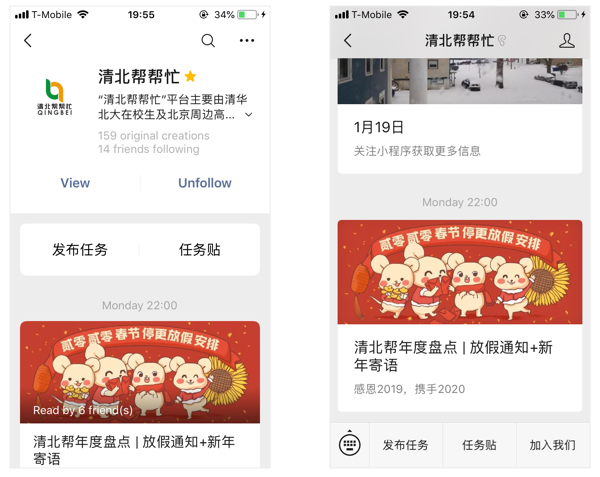 T-Mobile
19:55
34%
清北帮帮忙
清北帮帮忙
QINGBEI
“清北帮帮忙”平台主要由清华
北大在校生及北京周边高...
159 original creations
14 friends following
View
Unfollow
发布任务
任务贴
Monday 22:00
贰零贰零 春节停更放假安排
Read by 6 friend(s)
清北帮年度盘点 | 放假通知+新年
寄语
T-Mobile
19:54
33%
清北帮帮忙
1月19日
关注小程序获取更多信息
Monday 22:00
贰零贰零 春节停更放假安排
清北帮年度盘点 | 放假通知+新
年寄语
感恩2019，携手2020
发布任务
任务贴
加入我们